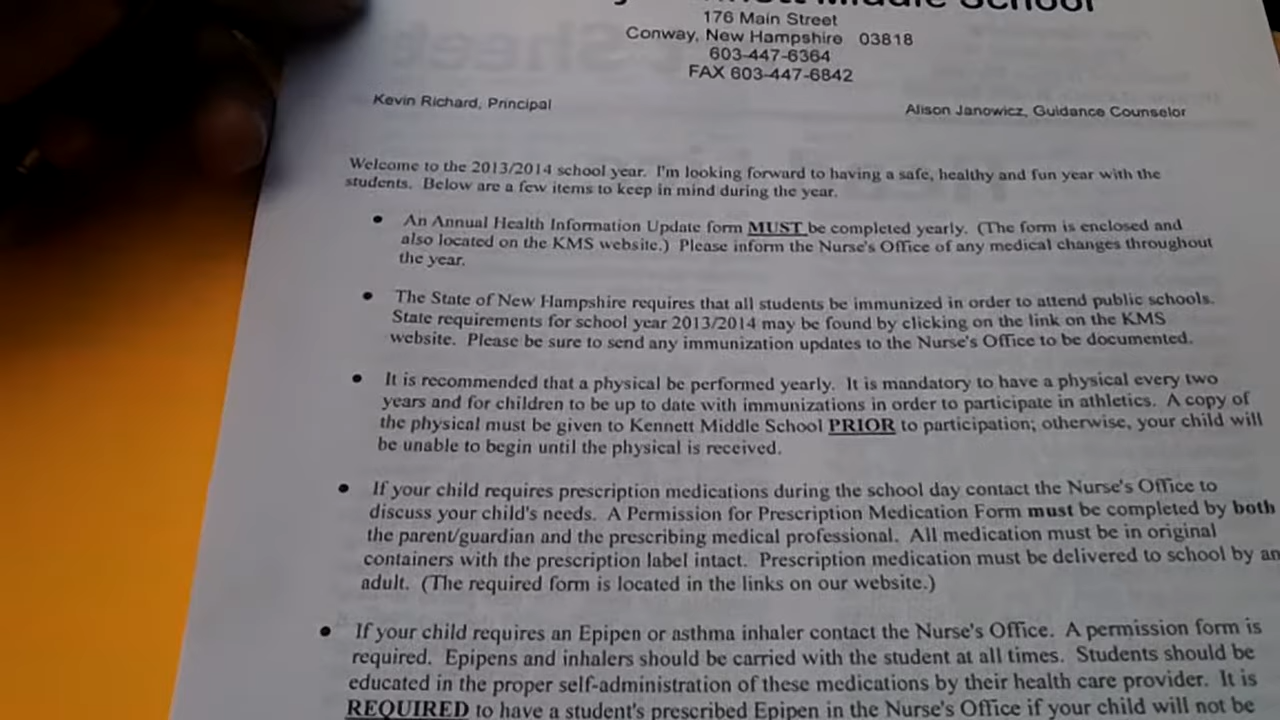 Middle School
176 Main Street
Conway, New Hampshire 03818
603-447-6364
FAX 603-447-6842
Kevin Richard, Principal
Alison Janowicz, Guidance Counselor
Welcome to the 2013/2014 school year. I'm looking forward to having a safe, healthy and fun year with the
students. Below are a few items to keep in mind during the year.
• An Annual Health Information Update form MUST be completed yearly. (The form is enclosed and
also located on the KMS website.) Please inform the Nurse's Office of any medical changes throughout
the year.
• The State of New Hampshire requires that all students be immunized in order to attend public schools.
State requirements for school year 2013/2014 may be found by clicking on the link on the KMS
website. Please be sure to send any immunization updates to the Nurse's Office to be documented.
• It is recommended that a physical be performed yearly. It is mandatory to have a physical every two
years and for children to be up to date with immunizations in order to participate in athletics. A copy of
the physical must be given to Kennett Middle School PRIOR to participation; otherwise, your child will
be unable to begin until the physical is received.
• If your child requires prescription medications during the school day contact the Nurse's Office to
discuss your child's needs. A Permission for Prescription Medication Form must be completed by both
the parent/guardian and the prescribing medical professional. All medication must be in original
containers with the prescription label intact. Prescription medication must be delivered to school by an
adult. (The required form is located in the links on our website.)
• If your child requires an Epipen or asthma inhaler contact the Nurse's Office. A permission form is
required. Epipens and inhalers should be carried with the student at all times. Students should be
educated in the proper self-administration of these medications by their health care provider. It is
REQUIRED to have a student's prescribed Epipen in the Nurse's Office if your child will not be